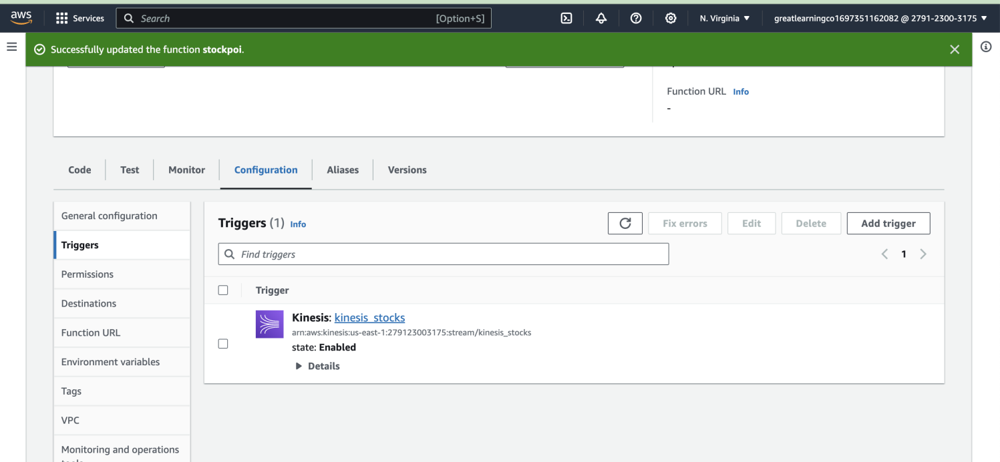 aws
Services
Search [Option+S]
N. Virginia
greatlearningco1697351162082 @ 2791-2300-3175
Successfully updated the function stockpoi.
Function URL Info
-
Code
Test
Monitor
Configuration
Aliases
Versions
General configuration
Triggers
Permissions
Destinations
Function URL
Environment variables
Tags
VPC
Monitoring and operations
Triggers (1) Info
Fix errors
Edit
Delete
Add trigger
Find triggers
1
Trigger
Kinesis: kinesis_stocks
arn:aws:kinesis:us-east-1:279123003175:stream/kinesis_stocks
state: Enabled
Details